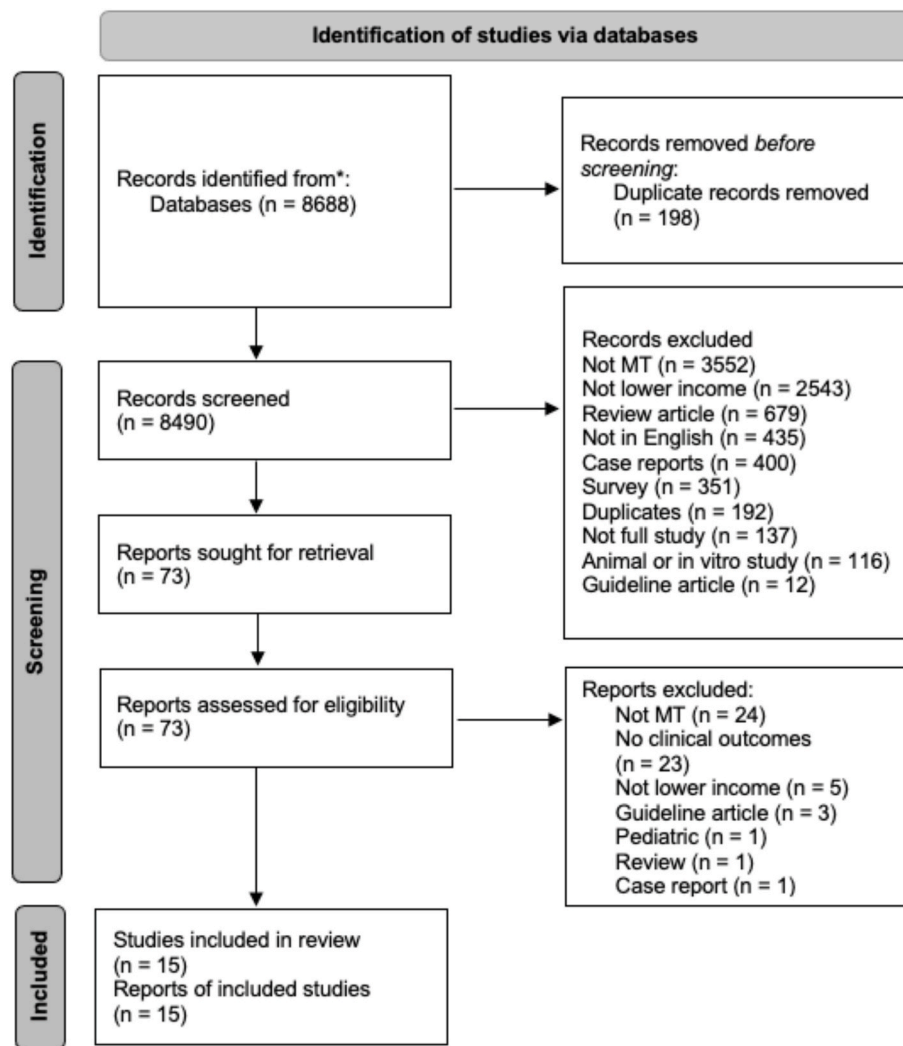 Identification of studies via databases
Identification
Records identified from*:
Databases (n = 8688)
Records removed before
screening:
Duplicate records removed
(n = 198)
Screening
Records screened
(n = 8490)
Records excluded
Not MT (n = 3552)
Not lower income (n = 2543)
Review article (n = 679)
Not in English (n = 435)
Case reports (n = 400)
Survey (n = 351)
Duplicates (n = 192)
Not full study (n = 137)
Animal or in vitro study (n = 116)
Guideline article (n = 12)
Reports sought for retrieval
(n = 73)
Reports assessed for eligibility
(n = 73)
Reports excluded:
Not MT (n = 24)
No clinical outcomes
(n = 23)
Not lower income (n = 5)
Guideline article (n = 3)
Pediatric (n = 1)
Review (n = 1)
Case report (n = 1)
Included
Studies included in review
(n = 15)
Reports of included studies
(n = 15)